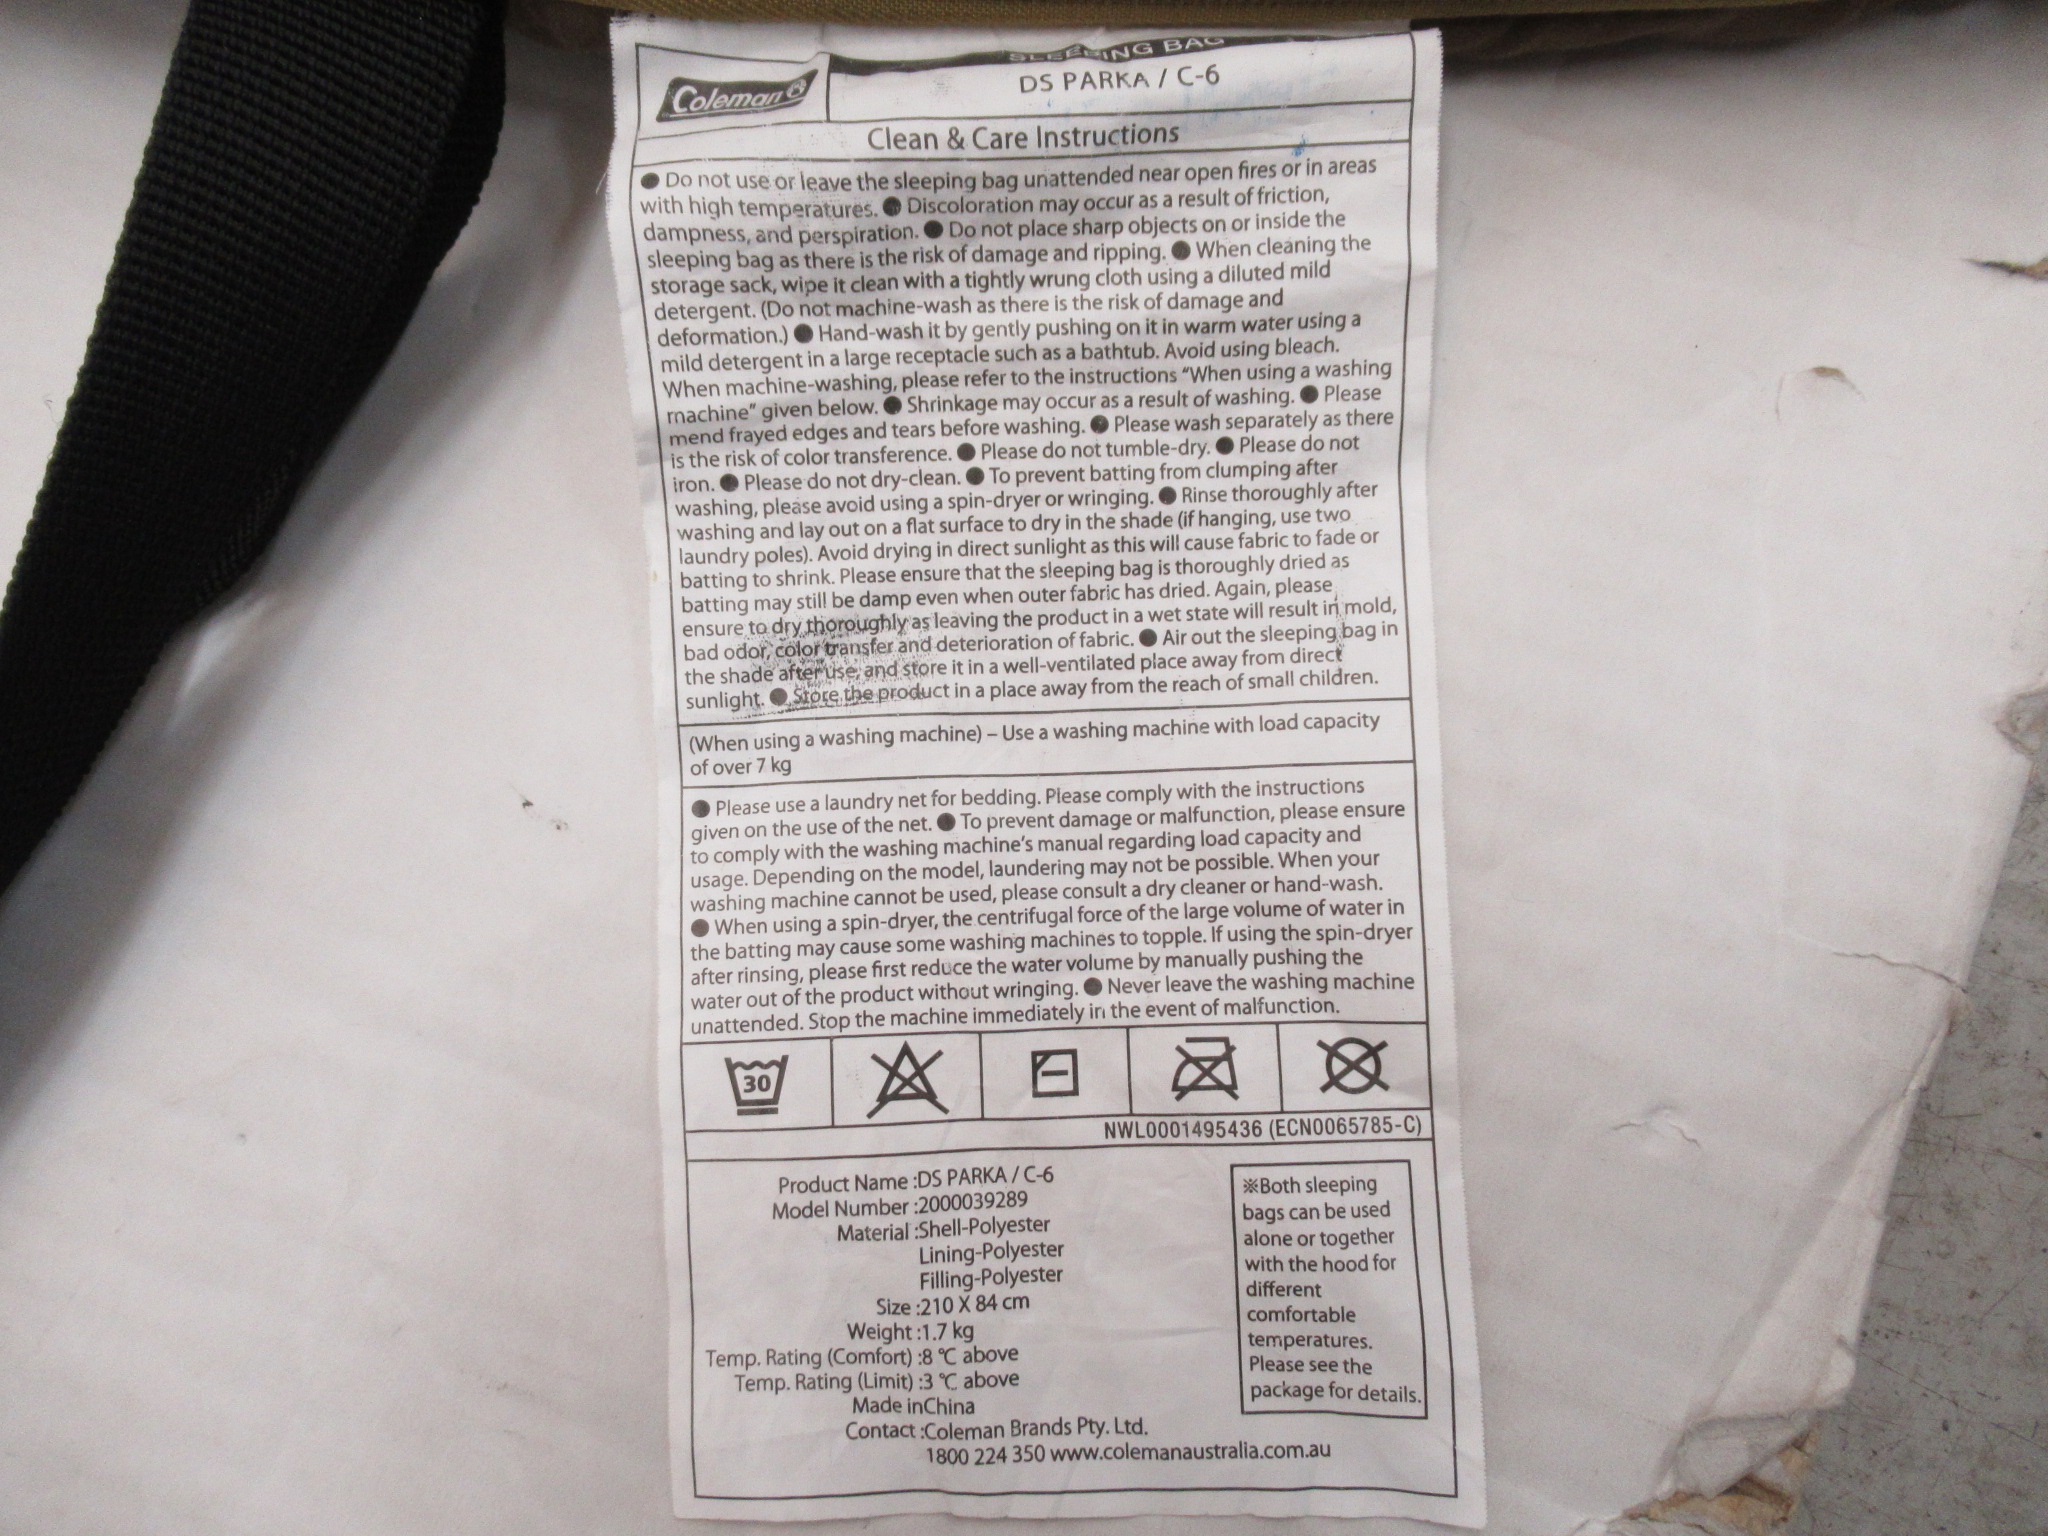 SLEEPING BAG
Coleman
DS PARKA / C-6
Clean & Care Instructions
● Do not use or leave the sleeping bag unattended near open fires or in areas
with high temperatures. ● Discoloration may occur as a result of friction,
dampness, and perspiration. ● Do not place sharp objects on or inside the
sleeping bag as there is the risk of damage and ripping. ● When cleaning the
storage sack, wipe it clean with a tightly wrung cloth using a diluted mild
detergent. (Do not machine-wash as there is the risk of damage and
deformation.) ● Hand-wash it by gently pushing on it in warm water using a
mild detergent in a large receptacle such as a bathtub. Avoid using bleach.
When machine-washing, please refer to the instructions “When using a washing
machine” given below. ● Shrinkage may occur as a result of washing. ● Please
mend frayed edges and tears before washing. ● Please wash separately as there
is the risk of color transference. ● Please do not tumble-dry. ● Please do not
iron. ● Please do not dry-clean. ● To prevent batting from clumping after
washing, please avoid using a spin-dryer or wringing. ● Rinse thoroughly after
washing and lay out on a flat surface to dry in the shade (if hanging, use two
laundry poles). Avoid drying in direct sunlight as this will cause fabric to fade or
batting to shrink. Please ensure that the sleeping bag is thoroughly dried as
batting may still be damp even when outer fabric has dried. Again, please
ensure to dry thoroughly as leaving the product in a wet state will result in mold,
bad odor, color transfer and deterioration of fabric. ● Air out the sleeping bag in
the shade after use, and store it in a well-ventilated place away from direct
sunlight. ● Store the product in a place away from the reach of small children.
(When using a washing machine) – Use a washing machine with load capacity
of over 7 kg
● Please use a laundry net for bedding. Please comply with the instructions
given on the use of the net. ● To prevent damage or malfunction, please ensure
to comply with the washing machine’s manual regarding load capacity and
usage. Depending on the model, laundering may not be possible. When your
washing machine cannot be used, please consult a dry cleaner or hand-wash.
● When using a spin-dryer, the centrifugal force of the large volume of water in
the batting may cause some washing machines to topple. If using the spin-dryer
after rinsing, please first reduce the water volume by manually pushing the
water out of the product without wringing. ● Never leave the washing machine
unattended. Stop the machine immediately in the event of malfunction.
30
NWL0001495436 (ECN0065785-C)
Product Name :DS PARKA / C-6
Model Number :2000039289
Material :Shell-Polyester
Lining-Polyester
Filling-Polyester
Size :210 X 84 cm
Weight :1.7 kg
Temp. Rating (Comfort) :8 ℃ above
Temp. Rating (Limit) :3 ℃ above
Made inChina
Contact :Coleman Brands Pty. Ltd.
1800 224 350 www.colemanaustralia.com.au
※Both sleeping
bags can be used
alone or together
with the hood for
different
comfortable
temperatures.
Please see the
package for details.